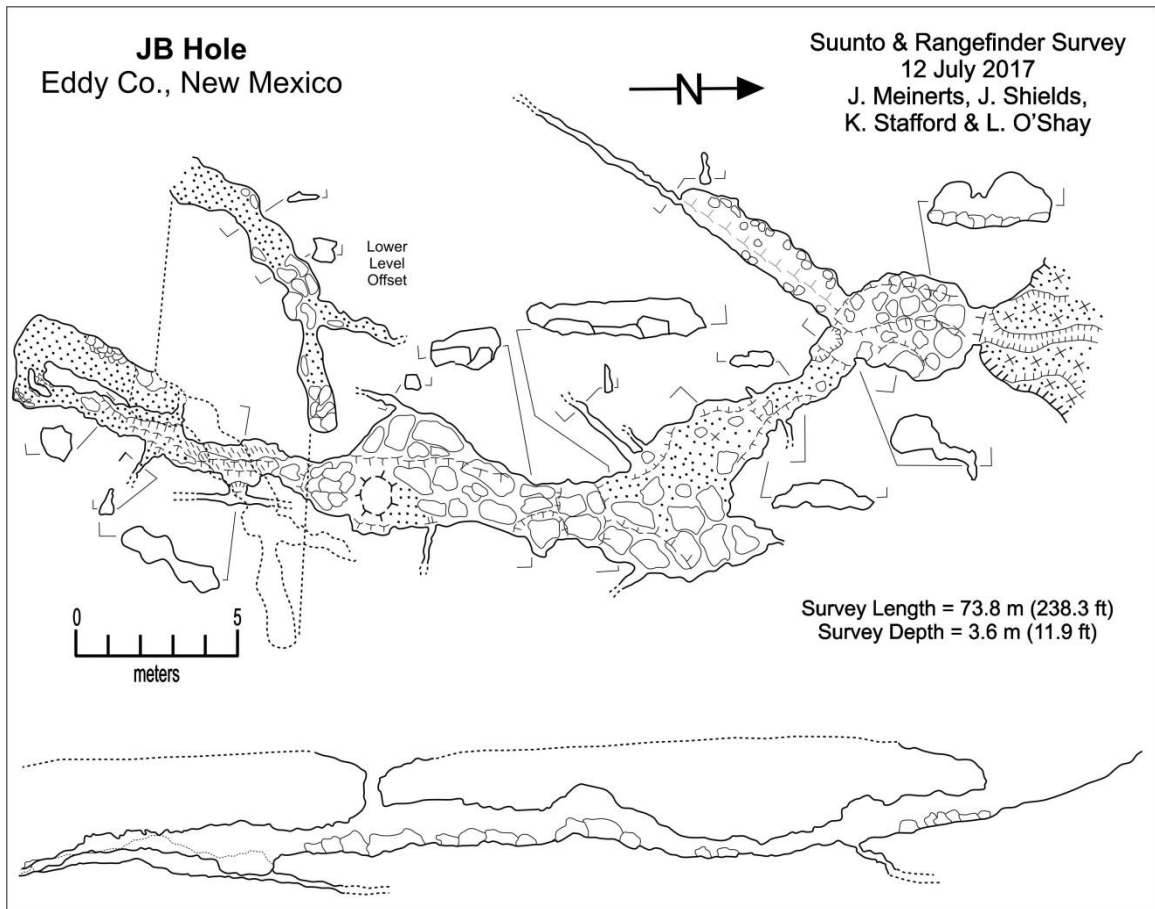 JB Hole
Eddy Co., New Mexico
Suunto & Rangefinder Survey
12 July 2017
J. Meinerts, J. Shields,
K. Stafford & L. O'Shay
N
Lower
Level
Offset
0 5
meters
Survey Length = 73.8 m (238.3 ft)
Survey Depth = 3.6 m (11.9 ft)